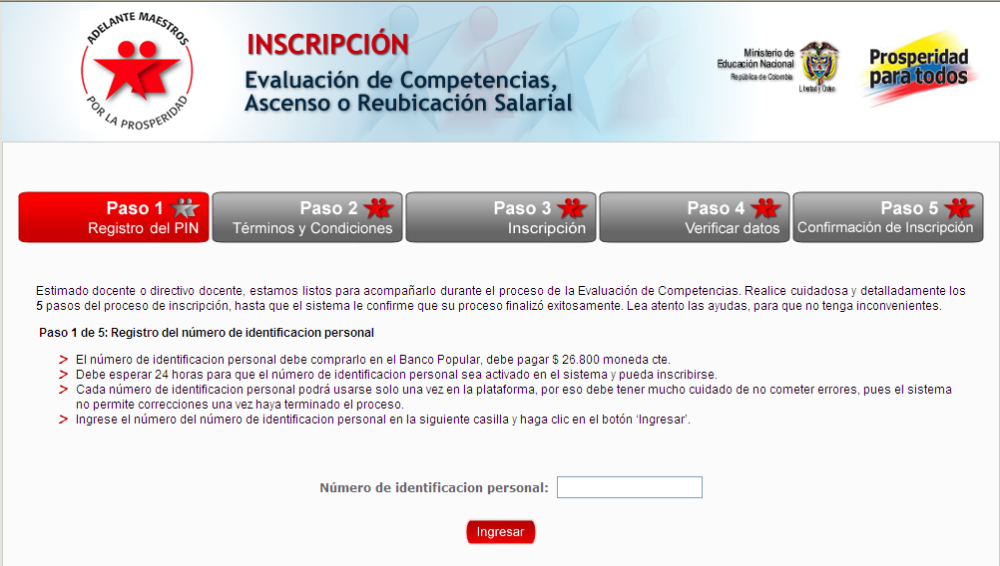 ADELANTE MAESTROS
POR LA PROSPERIDAD
INSCRIPCIÓN
Evaluación de Competencias,
Ascenso o Reubicación Salarial
Ministerio de
Educación Nacional
República de Colombia
Libertad y Orden
Prosperidad
para todos
Paso 1
Registro del PIN
Paso 2
Términos y Condiciones
Paso 3
Inscripción
Paso 4
Verificar datos
Paso 5
Confirmación de Inscripción
Estimado docente o directivo docente, estamos listos para acompañarlo durante el proceso de la Evaluación de Competencias. Realice cuidadosa y detalladamente los
5 pasos del proceso de inscripción, hasta que el sistema le confirme que su proceso finalizó exitosamente. Lea atento las ayudas, para que no tenga inconvenientes.
Paso 1 de 5: Registro del número de identificacion personal
> El número de identificacion personal debe comprarlo en el Banco Popular, debe pagar $ 26.800 moneda cte.
> Debe esperar 24 horas para que el número de identificacion personal sea activado en el sistema y pueda inscribirse.
> Cada número de identificacion personal podrá usarse solo una vez en la plataforma, por eso debe tener mucho cuidado de no cometer errores, pues el sistema
no permite correcciones una vez haya terminado el proceso.
> Ingrese el número del número de identificacion personal en la siguiente casilla y haga clic en el botón ‘Ingresar’.
Número de identificacion personal:
Ingresar